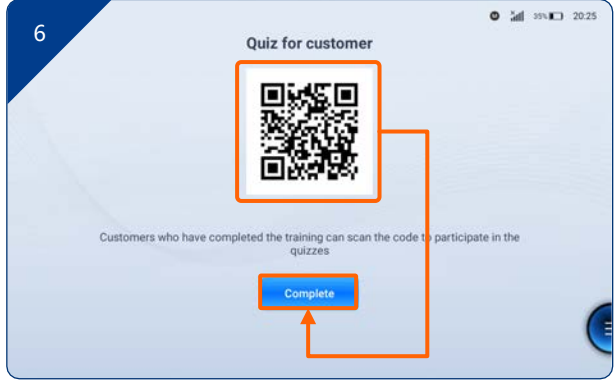 6
35% 20:25
Quiz for customer
Customers who have completed the training can scan the code to participate in the
quizzes
Complete